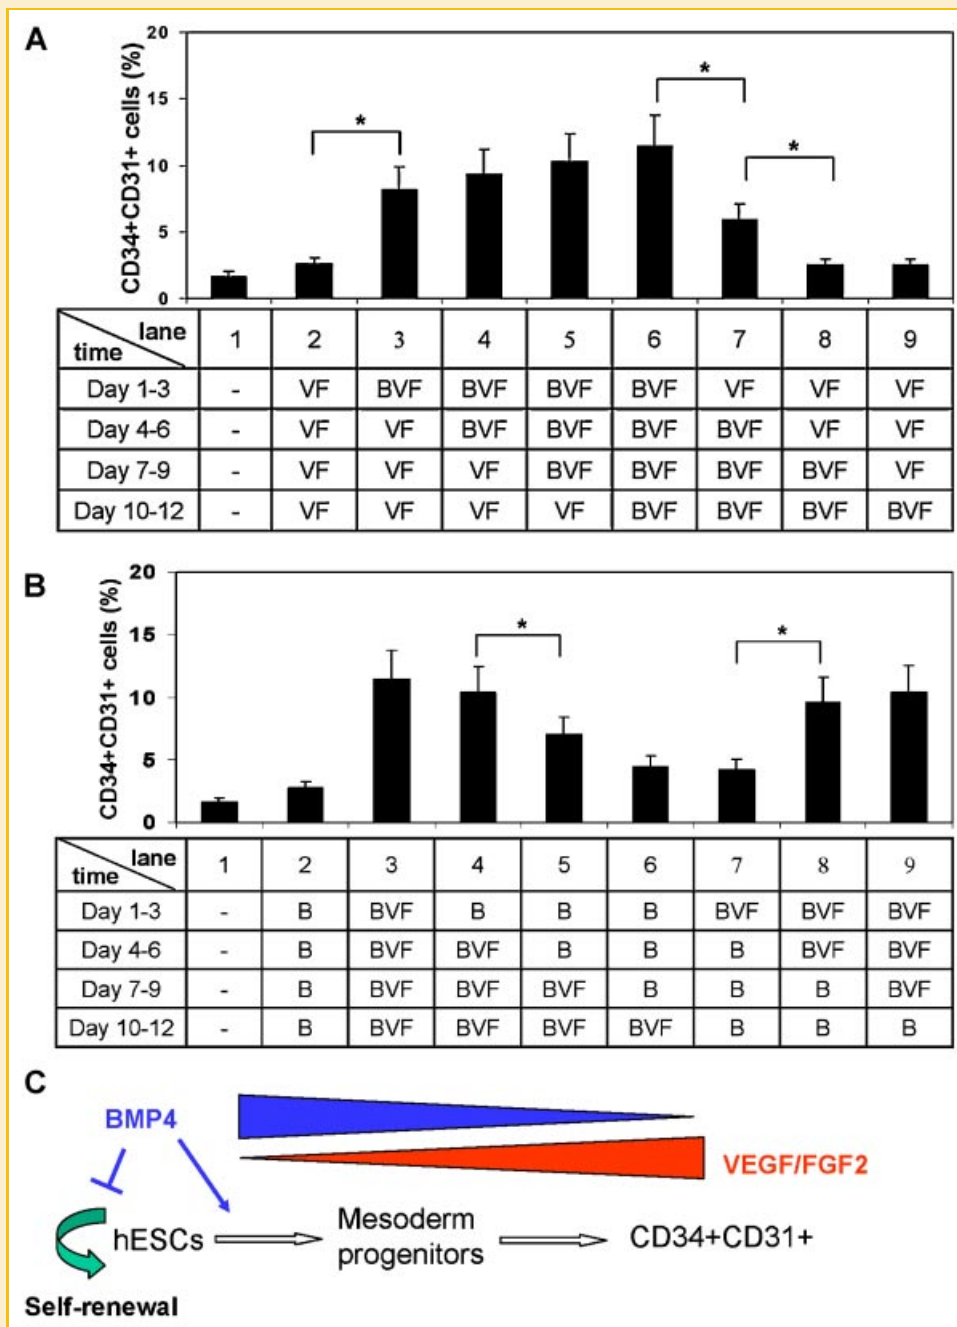 A
CD34+CD31+ cells (%)
20
15
10
5
0
*
*
*
lane
time
1 2 3 4 5 6 7 8 9
Day 1-3 - VF BVF BVF BVF BVF VF VF VF
Day 4-6 - VF VF BVF BVF BVF BVF VF VF
Day 7-9 - VF VF VF BVF BVF BVF BVF VF
Day 10-12 - VF VF VF VF BVF BVF BVF BVF
B
CD34+CD31+ cells (%)
20
15
10
5
0
*
*
lane
time
1 2 3 4 5 6 7 8 9
Day 1-3 - B BVF B B B BVF BVF BVF
Day 4-6 - B BVF BVF B B B BVF BVF
Day 7-9 - B BVF BVF BVF B B B BVF
Day 10-12 - B BVF BVF BVF BVF B B B
C
BMP4
VEGF/FGF2
hESCs
Mesoderm
progenitors
CD34+CD31+
Self-renewal